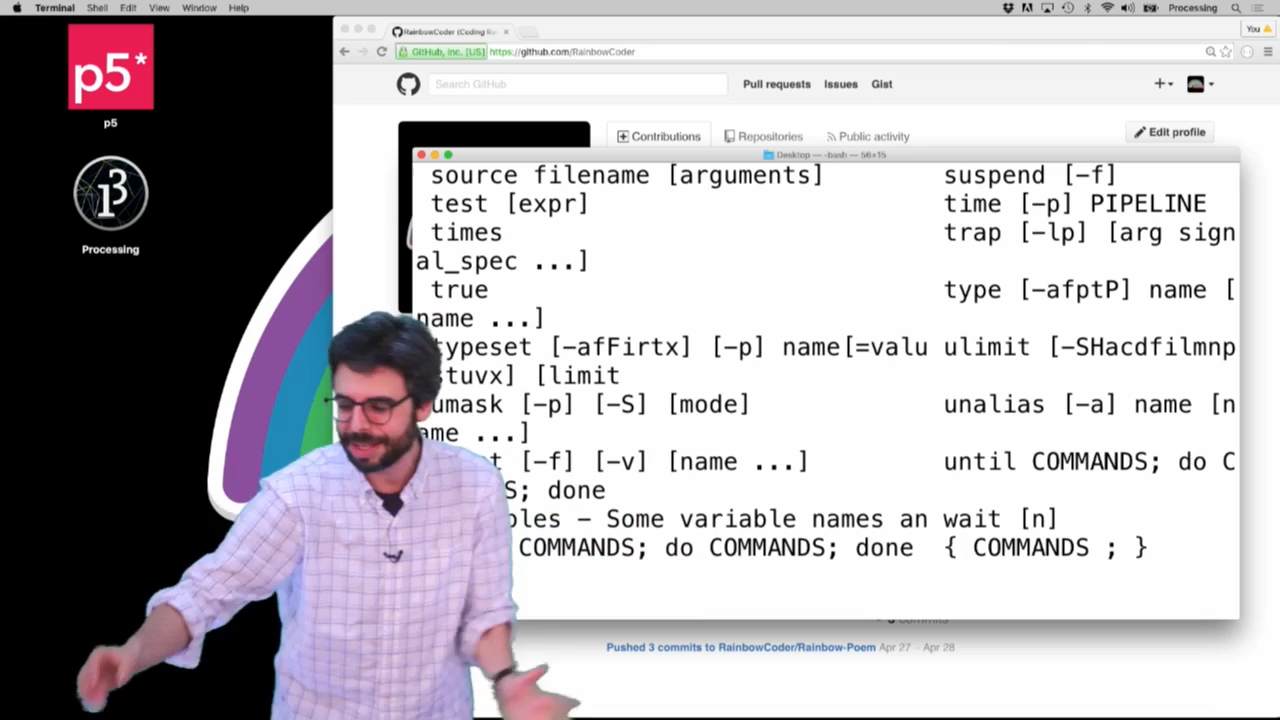 Terminal Shell Edit View Window Help Processing
p5*
p5
Processing
RainbowCoder (Coding Ra
You
GitHub, Inc. [US] https://github.com/RainbowCoder
Search GitHub Pull requests Issues Gist
Contributions Repositories Public activity Edit profile
Desktop — -bash — 56×15
source filename [arguments] suspend [-f]
test [expr] time [-p] PIPELINE
times trap [-lp] [arg sign
al_spec ...]
true type [-afptP] name [
name ...]
typeset [-afFirtx] [-p] name[=valu ulimit [-SHacdfilmnp
stuvx] [limit
umask [-p] [-S] [mode] unalias [-a] name [n
ame ...]
[-f] [-v] [name ...] until COMMANDS; do C
S; done
bles - Some variable names an wait [n]
COMMANDS; do COMMANDS; done { COMMANDS ; }
Pushed 3 commits to RainbowCoder/Rainbow-Poem Apr 27 – Apr 28